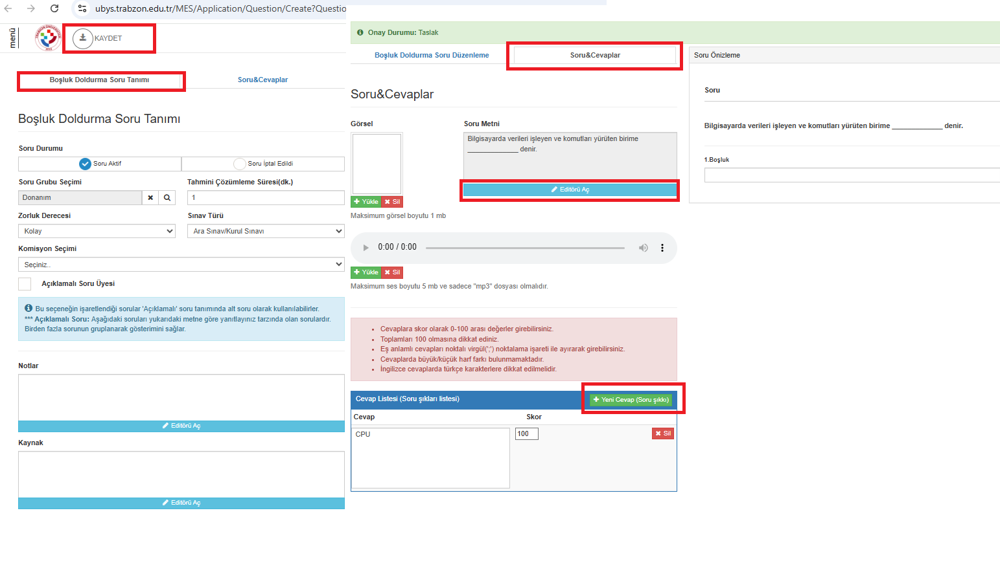 ubys.trabzon.edu.tr/MES/Application/Question/Create?Questio
menü
KAYDET
Boşluk Doldurma Soru Tanımı
Soru&Cevaplar
Boşluk Doldurma Soru Tanımı
Soru Durumu
Soru Aktif
Soru İptal Edildi
Soru Grubu Seçimi
Tahmini Çözümleme Süresi(dk.)
Donanım
1
Zorluk Derecesi
Sınav Türü
Kolay
Ara Sınav/Kurul Sınavı
Komisyon Seçimi
Seçiniz..
Açıklamalı Soru Üyesi
Bu seçeneğin işaretlendiği sorular 'Açıklamalı' soru tanımında alt soru olarak kullanılabilirler.
*** Açıklamalı Soru: Aşağıdaki soruları yukarıdaki metne göre yanıtlayınız tarzında olan sorulardır.
Birden fazla sorunun gruplanarak gösterimini sağlar.
Notlar
Editörü Aç
Kaynak
Editörü Aç
Onay Durumu: Taslak
Boşluk Doldurma Soru Düzenleme
Soru&Cevaplar
Soru&Cevaplar
Görsel
Soru Metni
Bilgisayarda verileri işleyen ve komutları yürüten birime
_____________ denir.
Editörü Aç
Yükle
Sil
Maksimum görsel boyutu 1 mb
0:00 / 0:00
Yükle
Sil
Maksimum ses boyutu 5 mb ve sadece "mp3" dosyası olmalıdır.
• Cevaplara skor olarak 0-100 arası değerler girebilirsiniz.
• Toplamları 100 olmasına dikkat ediniz.
• Eş anlamlı cevapları noktalı virgül(';') noktalama işareti ile ayırarak girebilirsiniz.
• Cevaplarda büyük/küçük harf farkı bulunmamaktadır.
• İngilizce cevaplarda türkçe karakterlere dikkat edilmelidir.
Cevap Listesi (Soru şıkları listesi)
Yeni Cevap (Soru şıkkı)
Cevap
Skor
CPU
100
Sil
Soru Önizleme
Soru
Bilgisayarda verileri işleyen ve komutları yürüten birime _____________ denir.
1.Boşluk